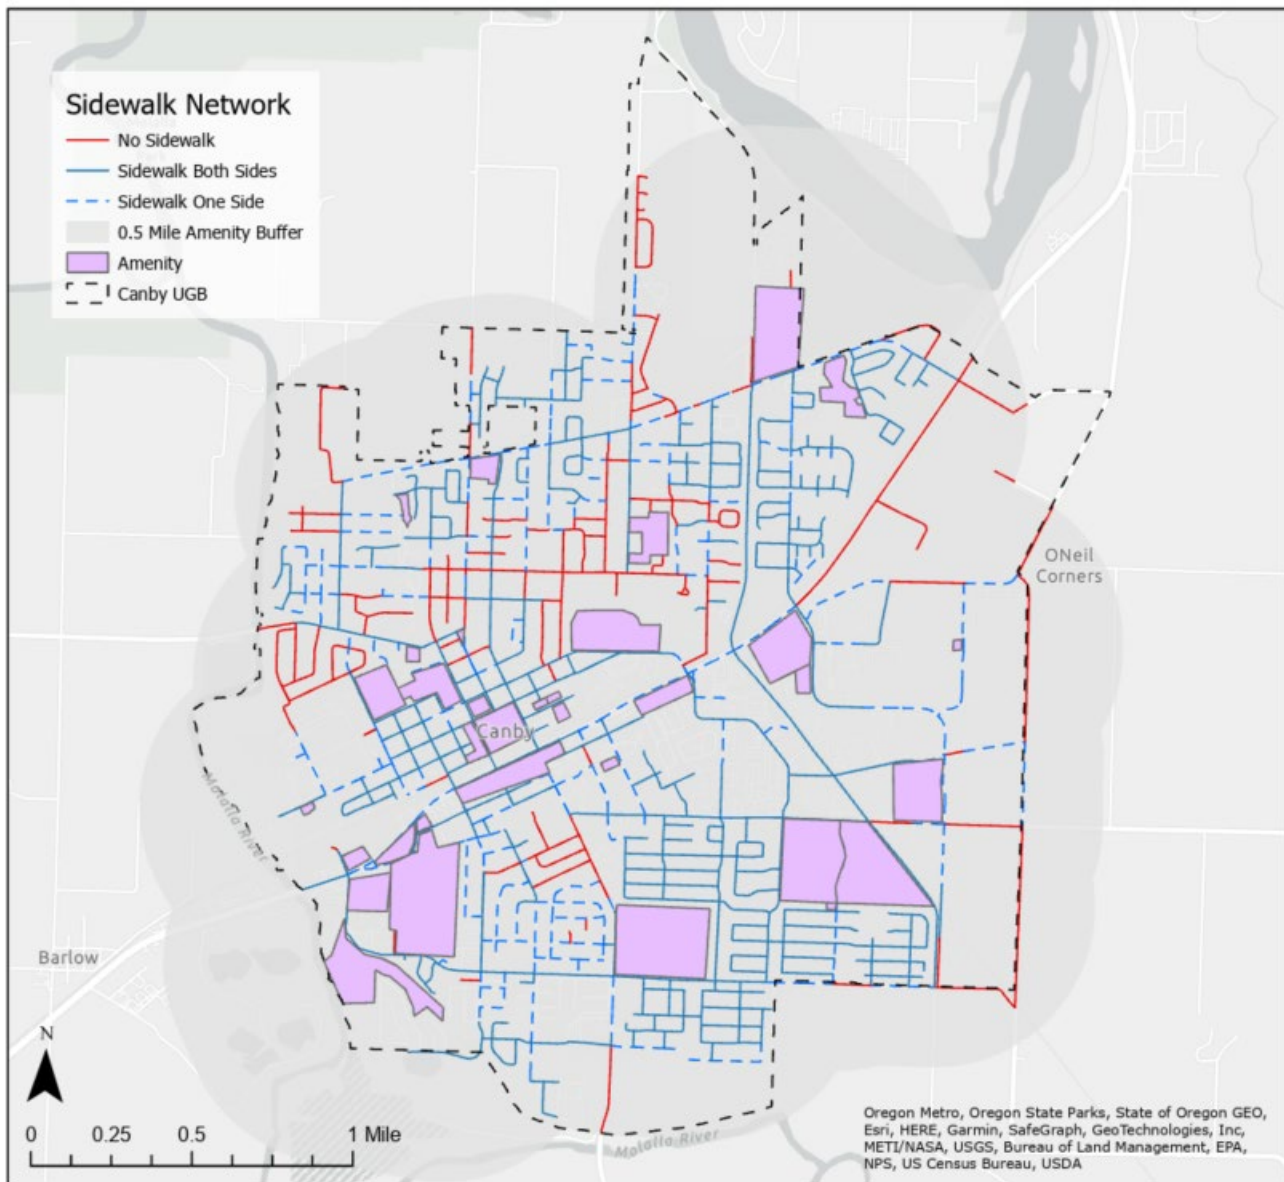 Sidewalk Network
No Sidewalk
Sidewalk Both Sides
Sidewalk One Side
0.5 Mile Amenity Buffer
Amenity
Canby UGB
ONeil
Corners
Canby
Molalla River
Barlow
N
0 0.25 0.5 1 Mile
Molalla River
Oregon Metro, Oregon State Parks, State of Oregon GEO,
Esri, HERE, Garmin, SafeGraph, GeoTechnologies, Inc,
METI/NASA, USGS, Bureau of Land Management, EPA,
NPS, US Census Bureau, USDA